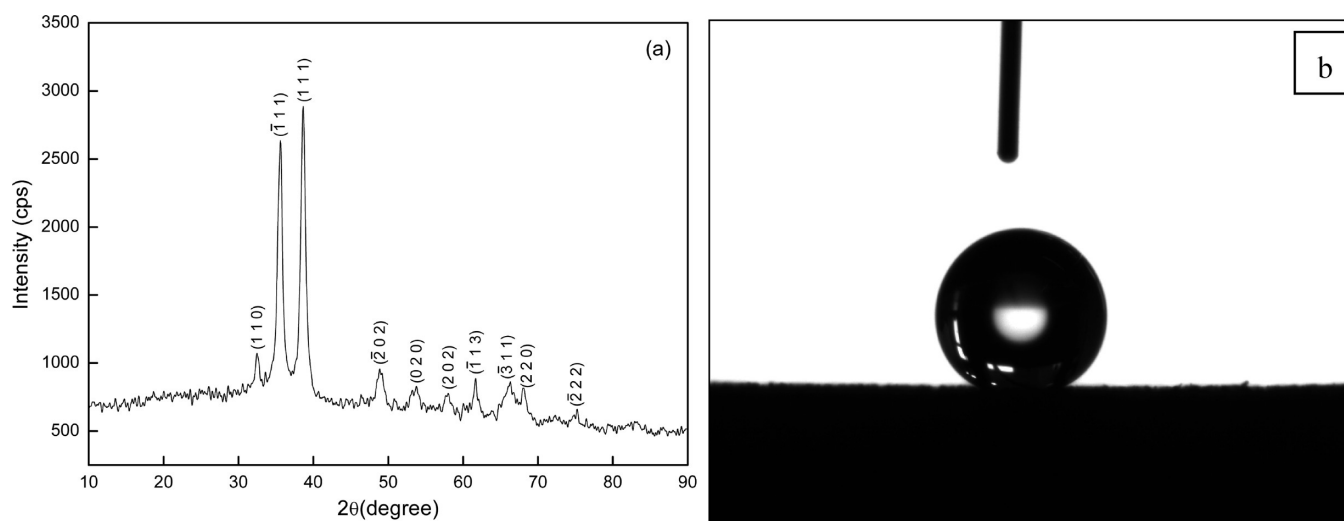 3500
3000
2500
2000
1500
1000
500
Intensity (cps)
(a)
(1 1 0)
(1̅ 1 1)
(1 1 1)
(2̅ 0 2)
(0 2 0)
(2 0 2)
(1̅ 1 3)
(3̅ 1 1)
(2 2 0)
(2̅ 2 2)
10 20 30 40 50 60 70 80 90
2θ(degree)
b